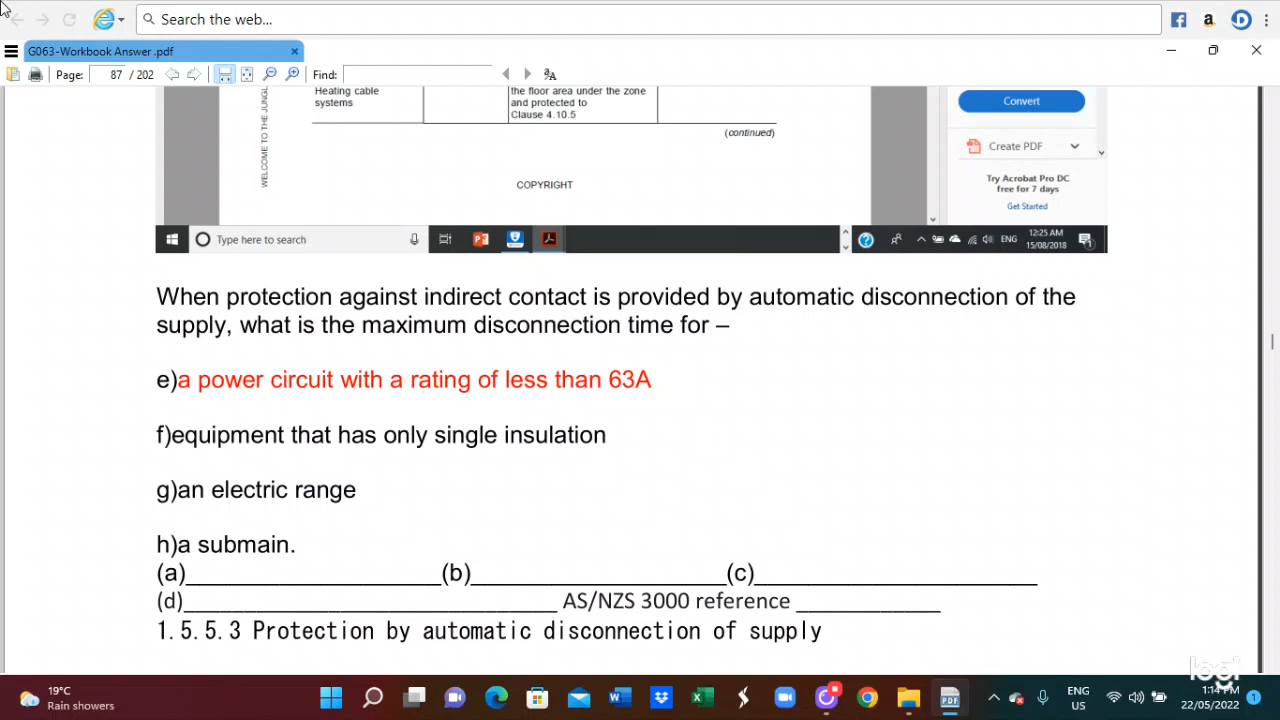 Search the web...
G063-Workbook Answer .pdf
Page: 87 / 202 Find:
WELCOME TO THE JUNGL
Heating cable
systems
the floor area under the zone
and protected to
Clause 4.10.5
(continued)
COPYRIGHT
Convert
Create PDF
Try Acrobat Pro DC
free for 7 days
Get Started
Type here to search
ENG
12:25 AM
15/08/2018
1
When protection against indirect contact is provided by automatic disconnection of the
supply, what is the maximum disconnection time for –
e)a power circuit with a rating of less than 63A
f)equipment that has only single insulation
g)an electric range
h)a submain.
(a)____________________(b)____________________(c)______________________
(d)______________________________ AS/NZS 3000 reference ____________
1.5.5.3 Protection by automatic disconnection of supply
logi
19°C
Rain showers
ENG
US
1:14 PM
22/05/2022
1